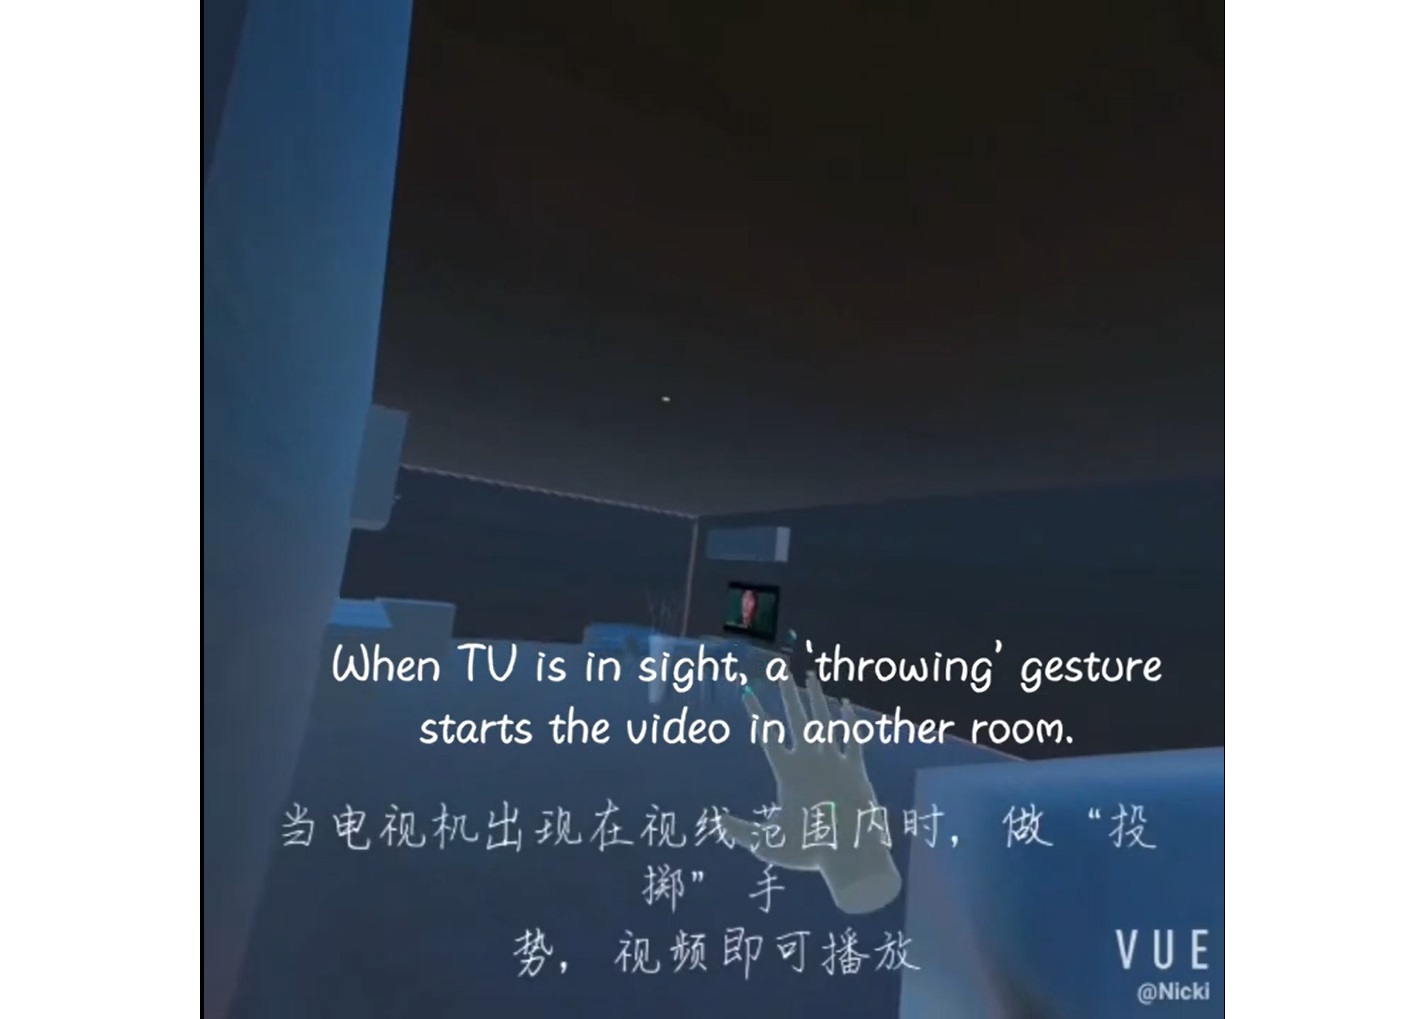 When TV is in sight, a 'throwing' gesture
starts the video in another room.
当电视机出现在视线范围内时，做“投
掷”手
势，视频即可播放
VUE
@Nicki